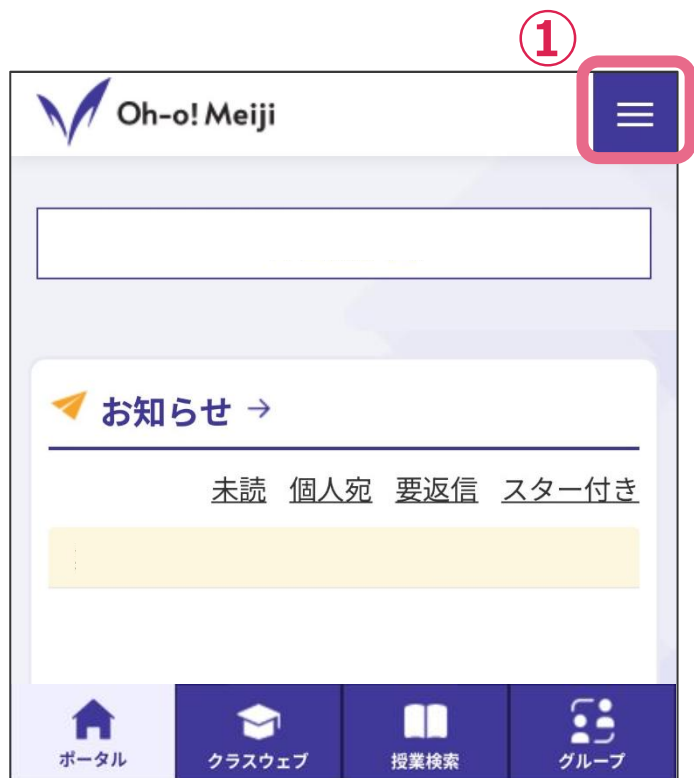 ①
Oh-o! Meiji
お知らせ →
未読 個人宛 要返信 スター付き
ポータル クラスウェブ 授業検索 グループ